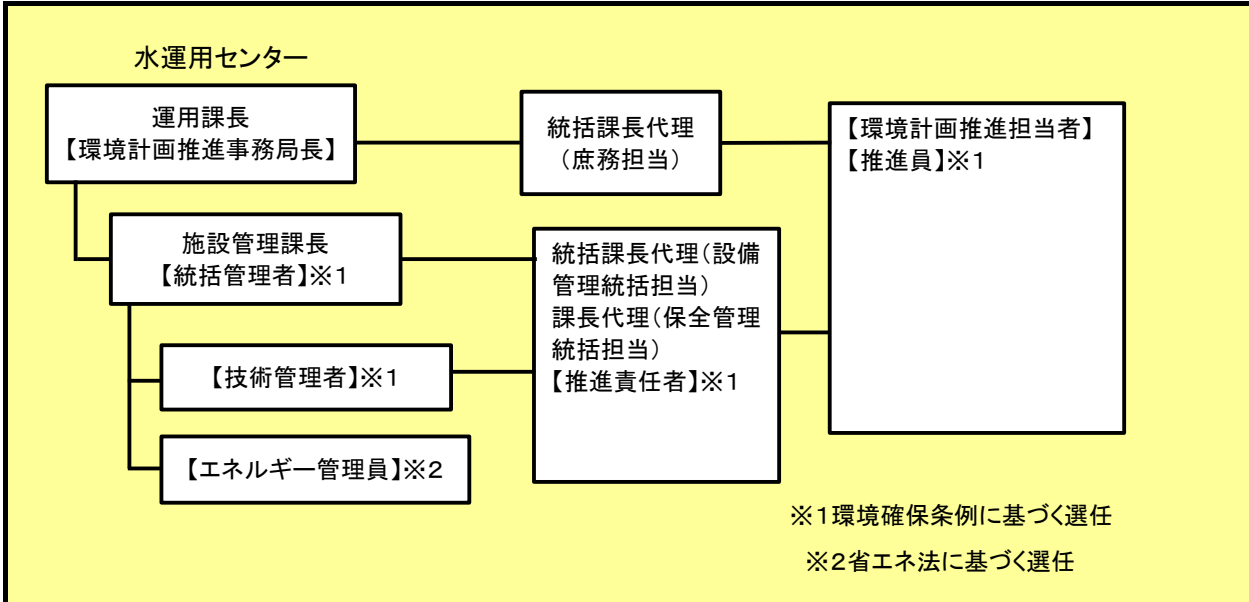 水運用センター
運用課長
【環境計画推進事務局長】
統括課長代理
（庶務担当）
【環境計画推進担当者】
【推進員】※1
施設管理課長
【統括管理者】※1
統括課長代理（設備
管理統括担当）
課長代理（保全管理
統括担当）
【推進責任者】※1
【技術管理者】※1
【エネルギー管理員】※2
※1環境確保条例に基づく選任
※2省エネ法に基づく選任